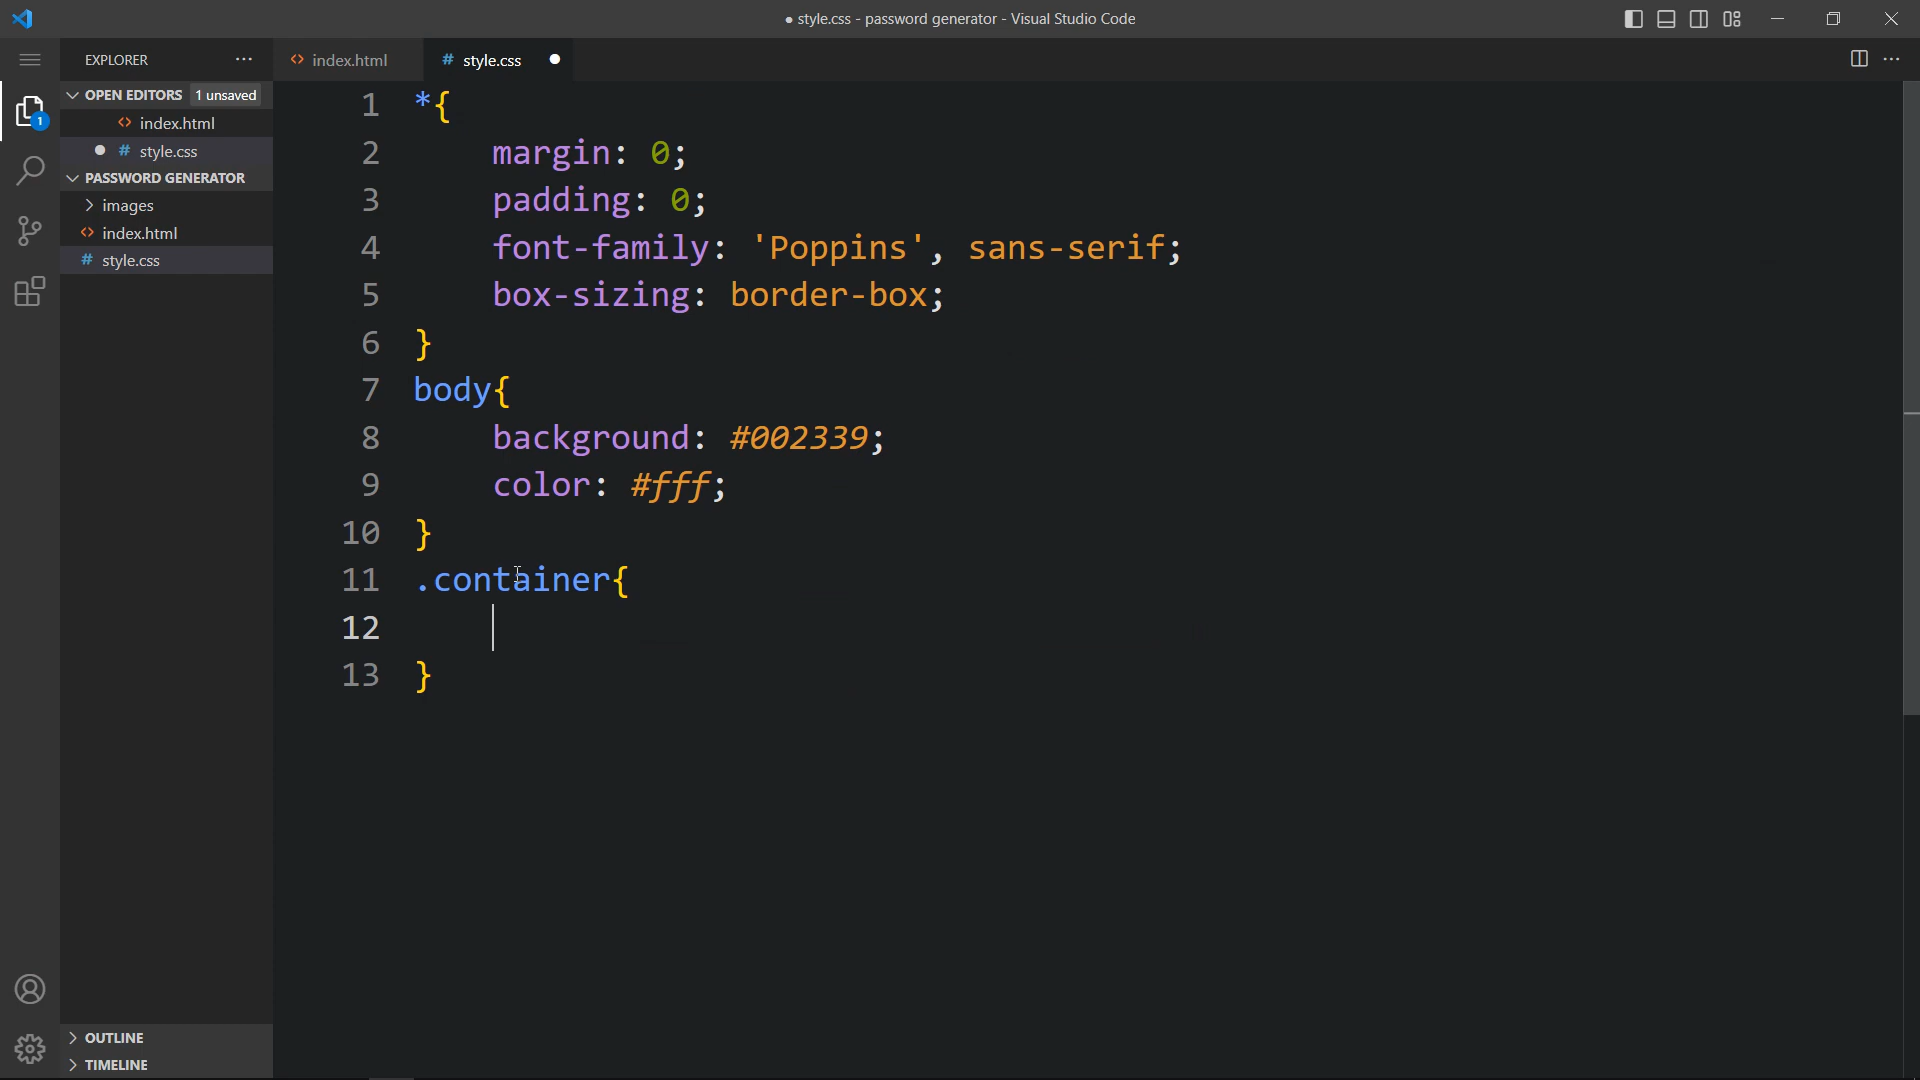 ● style.css - password generator - Visual Studio Code
EXPLORER ···
index.html
# style.css ●
OPEN EDITORS 1 unsaved
<> index.html
● # style.css
PASSWORD GENERATOR
> images
<> index.html
# style.css
OUTLINE
TIMELINE
1
1 *{
2 margin: 0;
3 padding: 0;
4 font-family: 'Poppins', sans-serif;
5 box-sizing: border-box;
6 }
7 body{
8 background: #002339;
9 color: #fff;
10 }
11 .container{
12
13 }